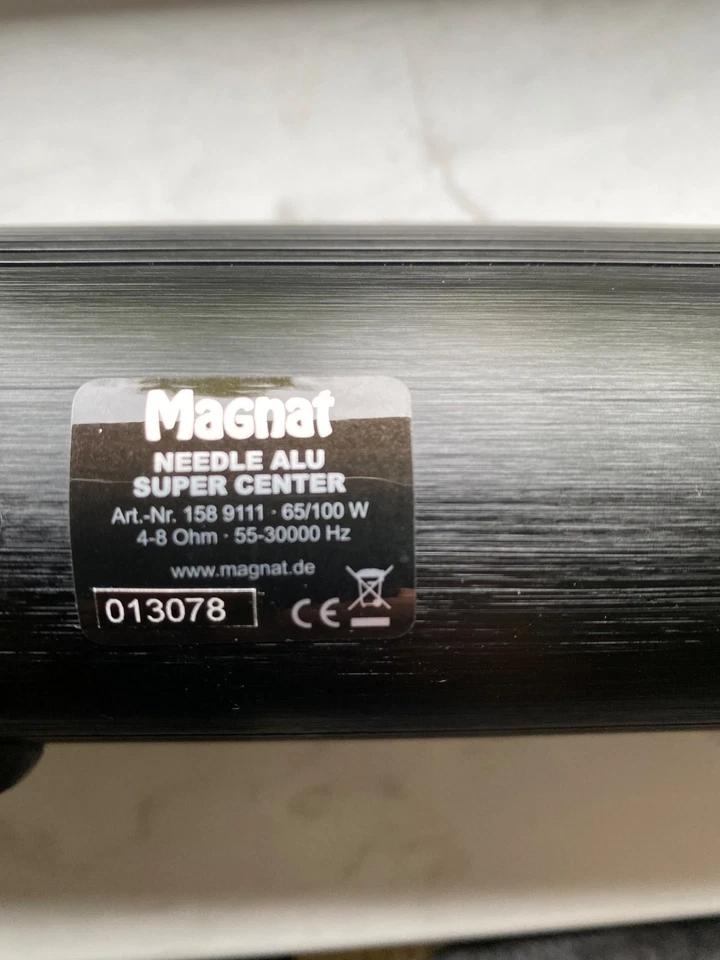 Magnat
NEEDLE ALU
SUPER CENTER
Art.-Nr. 158 9111 · 65/100 W
4-8 Ohm · 55-30000 Hz
www.magnat.de
013078
CE